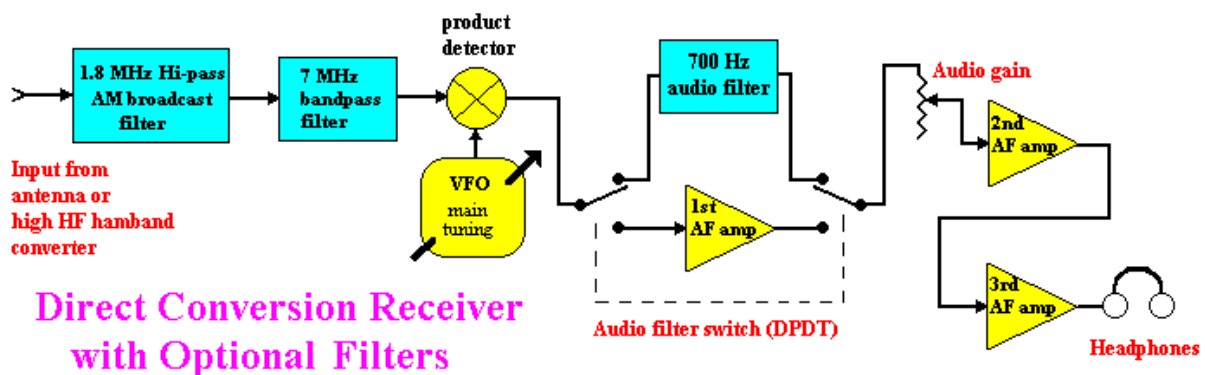 product
detector
1.8 MHz Hi-pass
AM broadcast
filter
7 MHz
bandpass
filter
700 Hz
audio filter
Audio gain
2nd
AF amp
Input from
antenna or
high HF hamband
converter
VFO
main
tuning
1st
AF amp
Audio filter switch (DPDT)
3rd
AF amp
Headphones
Direct Conversion Receiver
with Optional Filters